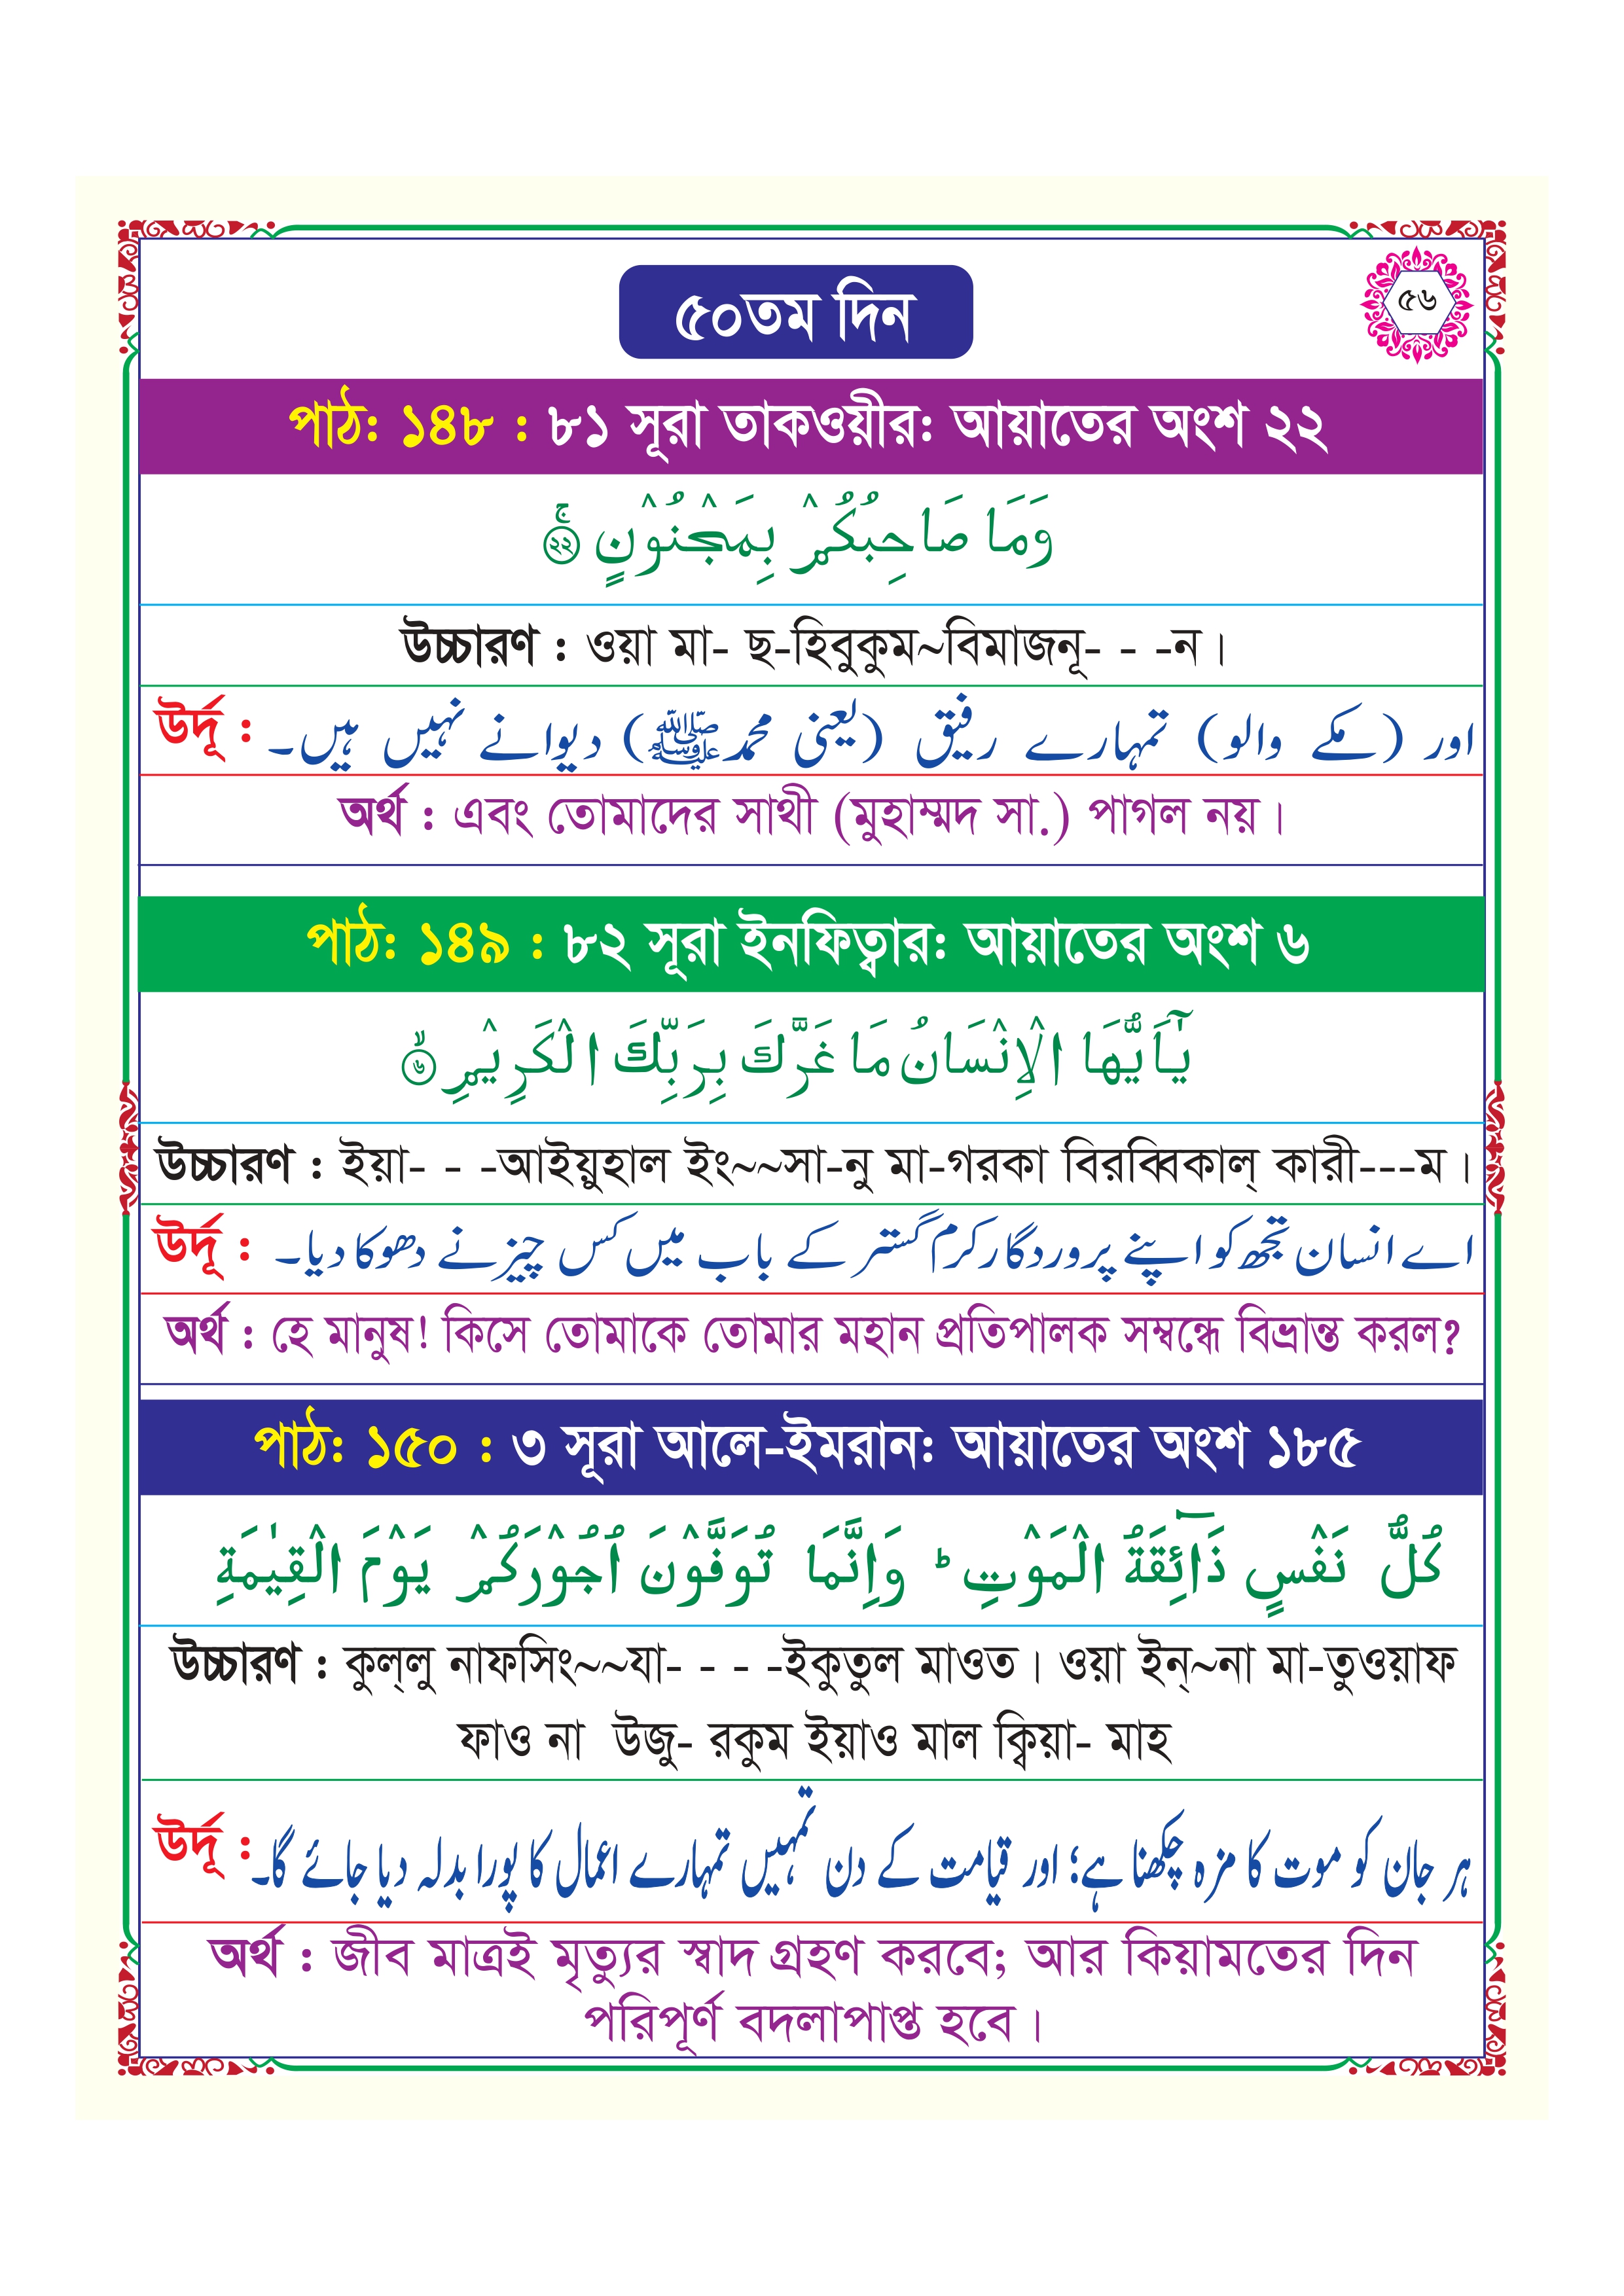 ৫০তম দিন
৫৬
পাঠ: ১৪৮ : ৮১ সূরা তাকওয়ীর: আয়াতের অংশ ২২
وَمَا صَاحِبُكُمْ بِمَجْنُوْنٍ ۚ ﴿۲۲﴾
উচ্চারণ : ওয়া মা- ছ-হিবুকুম~বিমাজনূ- - -ন।
উর্দূ : اور (مکے والو) تمہارے رفیق (یعنی محمدﷺ) دیوانے نہیں ہیں۔
অর্থ : এবং তোমাদের সাথী (মুহাম্মদ সা.) পাগল নয়।
পাঠ: ১৪৯ : ৮২ সূরা ইনফিত্বার: আয়াতের অংশ ৬
يٰٓاَيُّهَا الْاِنْسَانُ مَا غَرَّكَ بِرَبِّكَ الْكَرِيْمِ ۙ ﴿۶﴾
উচ্চারণ : ইয়া- - -আইয়ুহাল ইং~~সা-নু মা-গরকা বিরব্বিকাল্ কারী---ম।
উর্দূ : اے انسان تجھ کو اپنے پروردگار کرم گستر کے باب میں کس چیز نے دھوکا دیا۔
অর্থ : হে মানুষ! কিসে তোমাকে তোমার মহান প্রতিপালক সম্বন্ধে বিভ্রান্ত করল?
পাঠ: ১৫০ : ৩ সূরা আলে-ইমরান: আয়াতের অংশ ১৮৫
كُلُّ نَفْسٍ ذَآئِقَةُ الْمَوْتِ ؕ وَاِنَّمَا تُوَفَّوْنَ اُجُوْرَكُمْ يَوْمَ الْقِيٰمَةِ
উচ্চারণ : কুল্লু নাফসিং~~যা- - - -ইকুতুল মাওত। ওয়া ইন্~না মা-তুওয়াফ
ফাও না উজু- রকুম ইয়াও মাল ক্বিয়া- মাহ
উর্দূ : ہر جان کو موت کا مزہ چکھنا ہے؛ اور قیامت کے دن تمہیں تمہارے اعمال کا پورا بدلہ دیا جائے گا۔
অর্থ : জীব মাত্রই মৃত্যুর স্বাদ গ্রহণ করবে; আর কিয়ামতের দিন
পরিপূর্ণ বদলাপাপ্ত হবে।